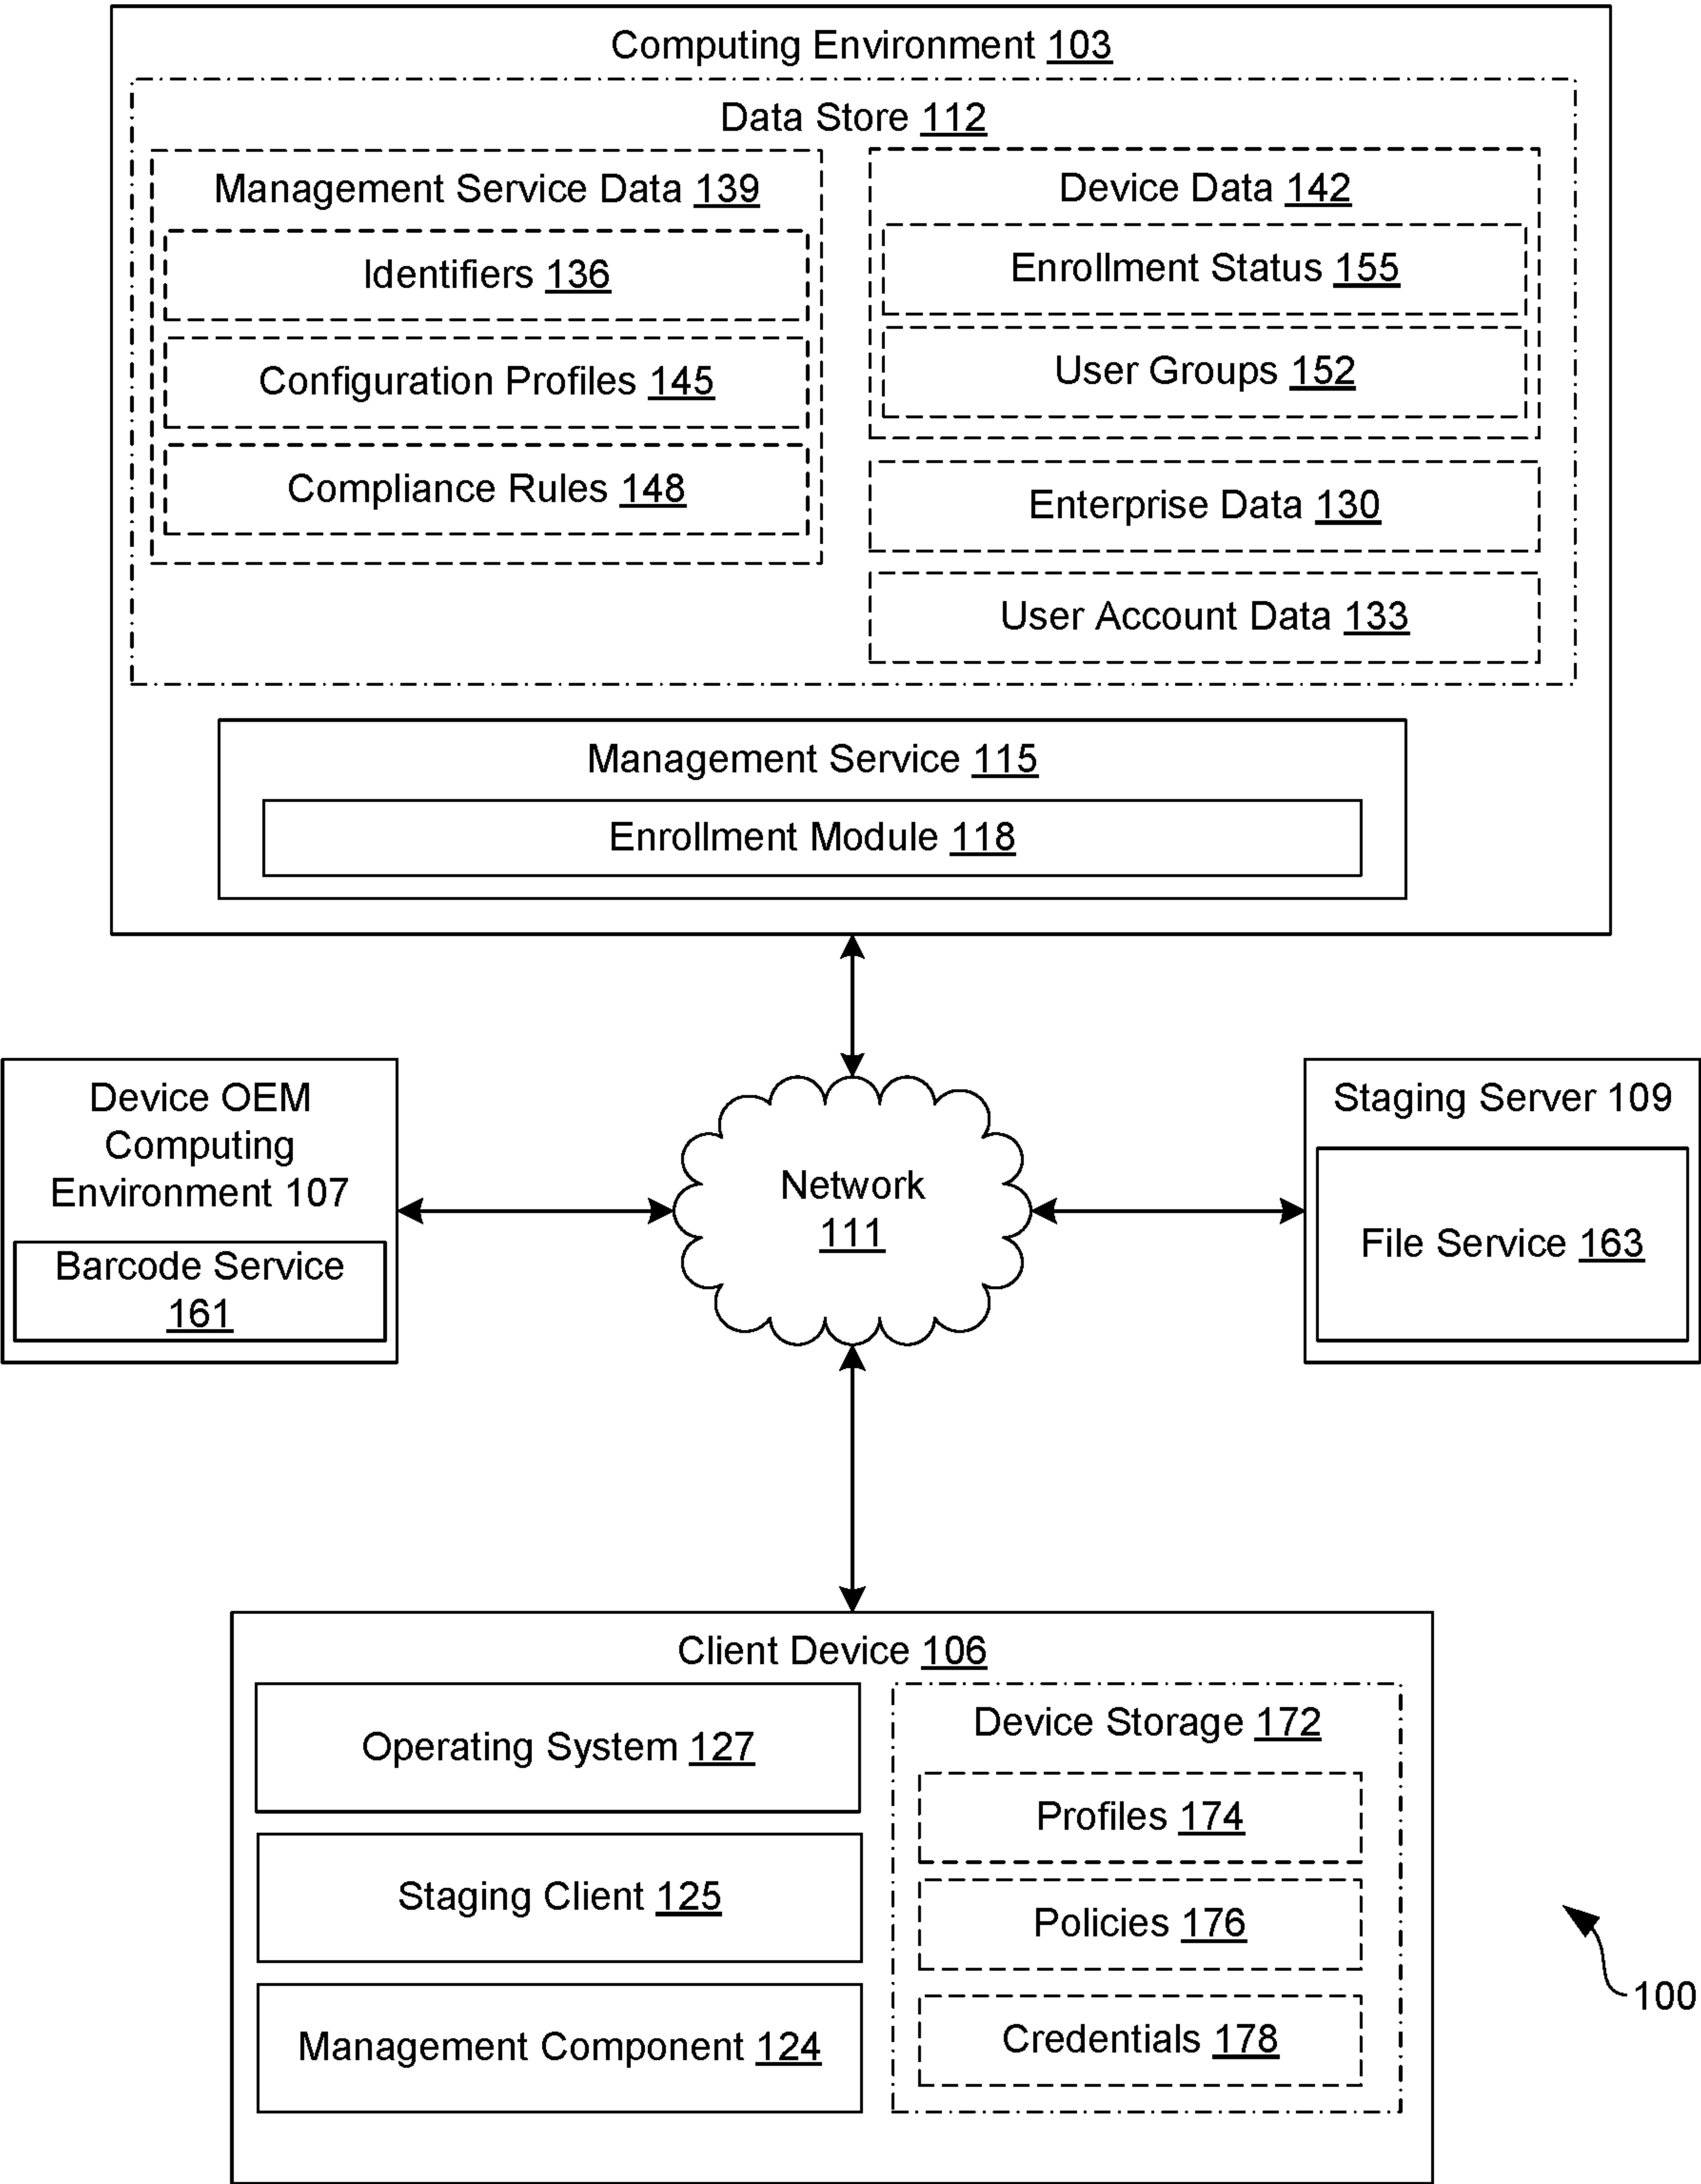 Computing Environment 103
Data Store 112
Management Service Data 139
Identifiers 136
Configuration Profiles 145
Compliance Rules 148
Device Data 142
Enrollment Status 155
User Groups 152
Enterprise Data 130
User Account Data 133
Management Service 115
Enrollment Module 118
Device OEM
Computing
Environment 107
Barcode Service
161
Network
111
Staging Server 109
File Service 163
Client Device 106
Operating System 127
Staging Client 125
Management Component 124
Device Storage 172
Profiles 174
Policies 176
Credentials 178
100